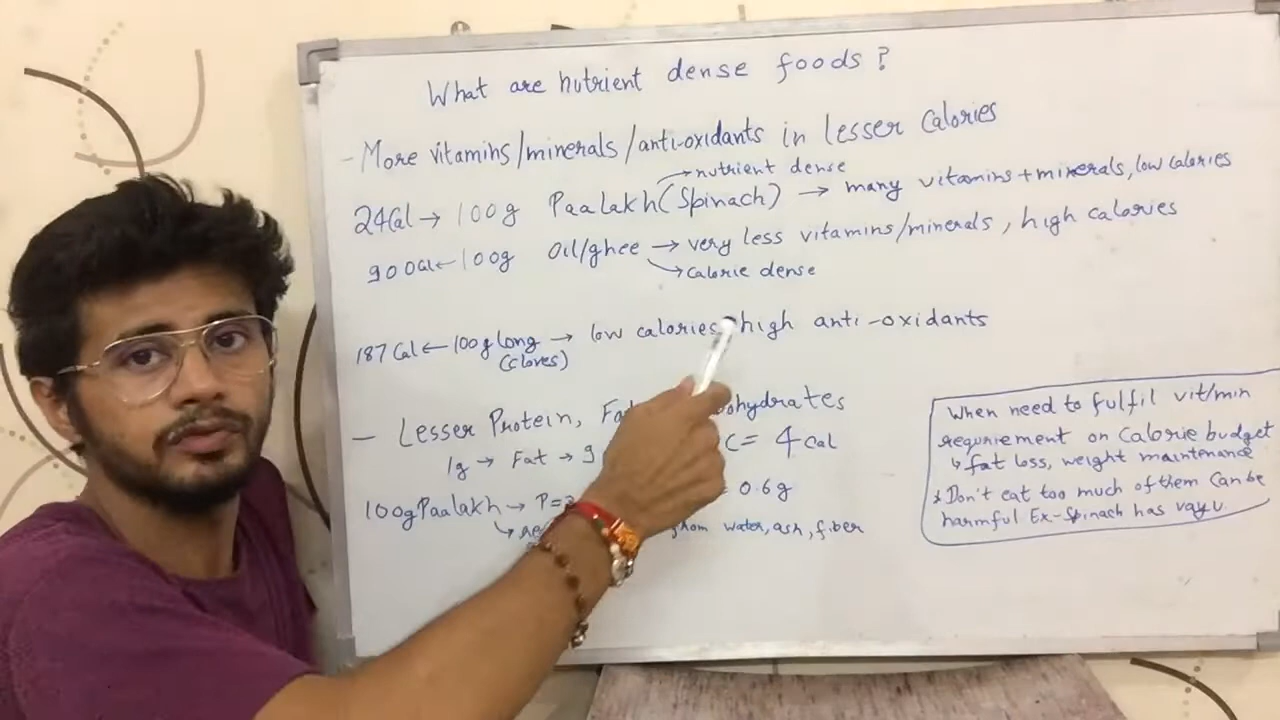 What are nutrient dense foods?
- More vitamins/minerals/anti-oxidants in lesser Calories
→ nutrient dense
24Cal → 100g Paalakh (Spinach) → many vitamins + minerals, low calories
900Cal ← 100g Oil/ghee → very less vitamins/minerals, high calories
→ Calorie dense
187 Cal ← 100g long → low calories, high anti-oxidants
(cloves)
- Lesser Protein, Fat
1g → Fat → 9 C = 4 Cal
100g Paalakh → P = 0.6g
water, ash, fiber
When need to fulfil vit/min
requriement on Calorie budget
↳ fat loss, weight maintenance
* Don't eat too much of them Can be
harmful Ex-Spinach has vayu.